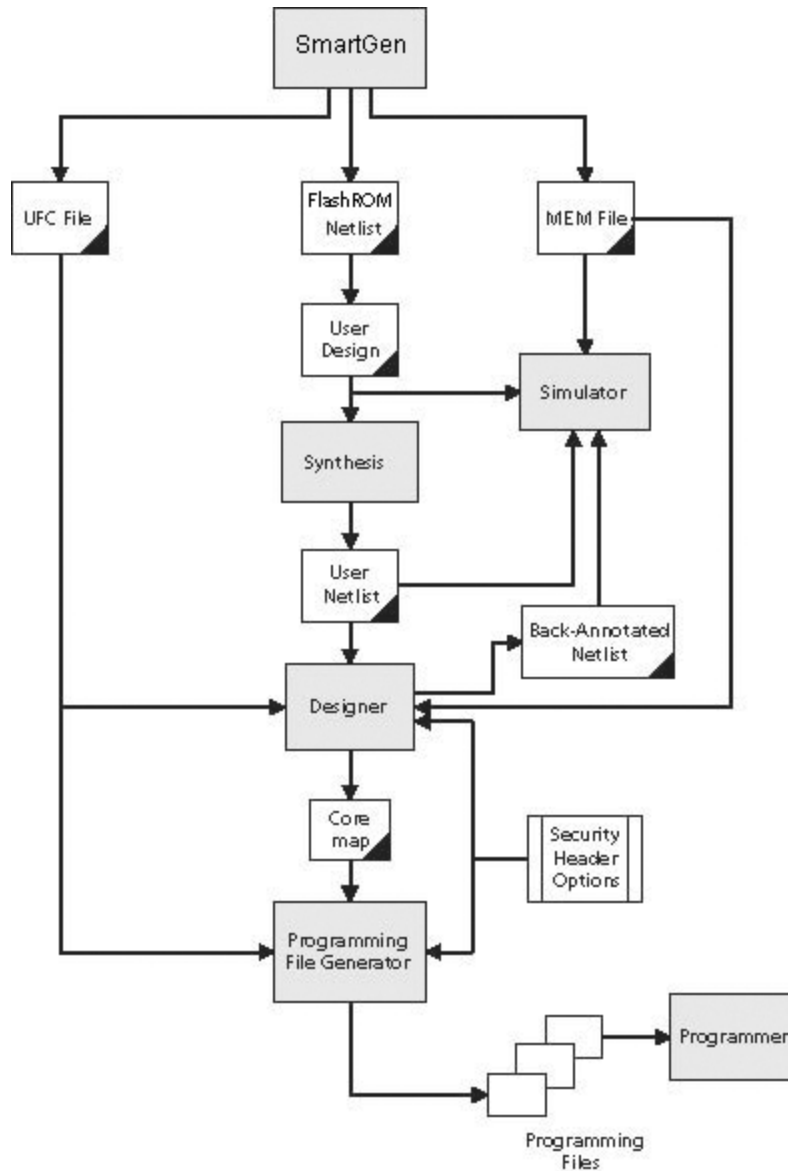 SmartGen
UFC File
FlashROM
Netlist
MEM File
User
Design
Simulator
Synthesis
User
Netlist
Back-Annotated
Netlist
Designer
Core
map
Security
Header
Options
Programming
File Generator
Programmer
Programming
Files